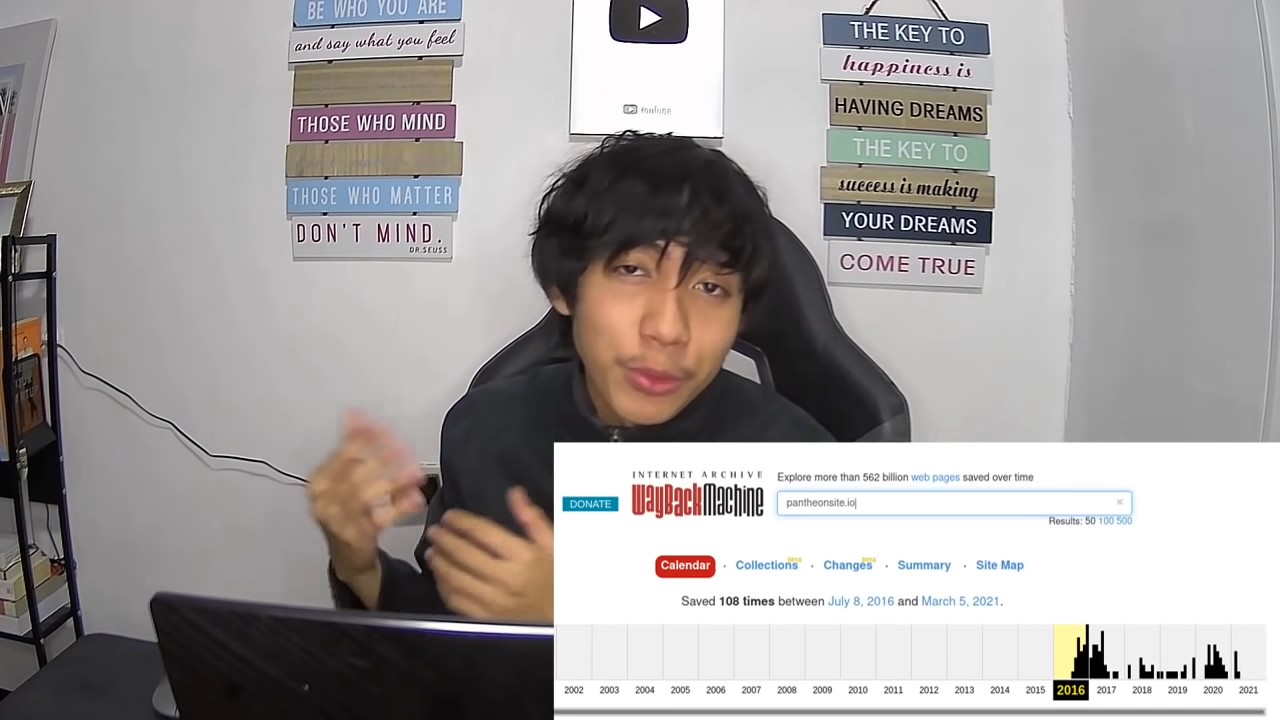 BE WHO YOU ARE
and say what you feel
THOSE WHO MIND
THOSE WHO MATTER
DON'T MIND.
DR.SEUSS
THE KEY TO
happiness is
HAVING DREAMS
THE KEY TO
success is making
YOUR DREAMS
COME TRUE
INTERNET ARCHIVE
WayBackMachine
DONATE
Explore more than 562 billion web pages saved over time
pantheonsite.io
Results: 50 100 500
Calendar · Collections beta · Changes beta · Summary · Site Map
Saved 108 times between July 8, 2016 and March 5, 2021.
2002 2003 2004 2005 2006 2007 2008 2009 2010 2011 2012 2013 2014 2015 2016 2017 2018 2019 2020 2021